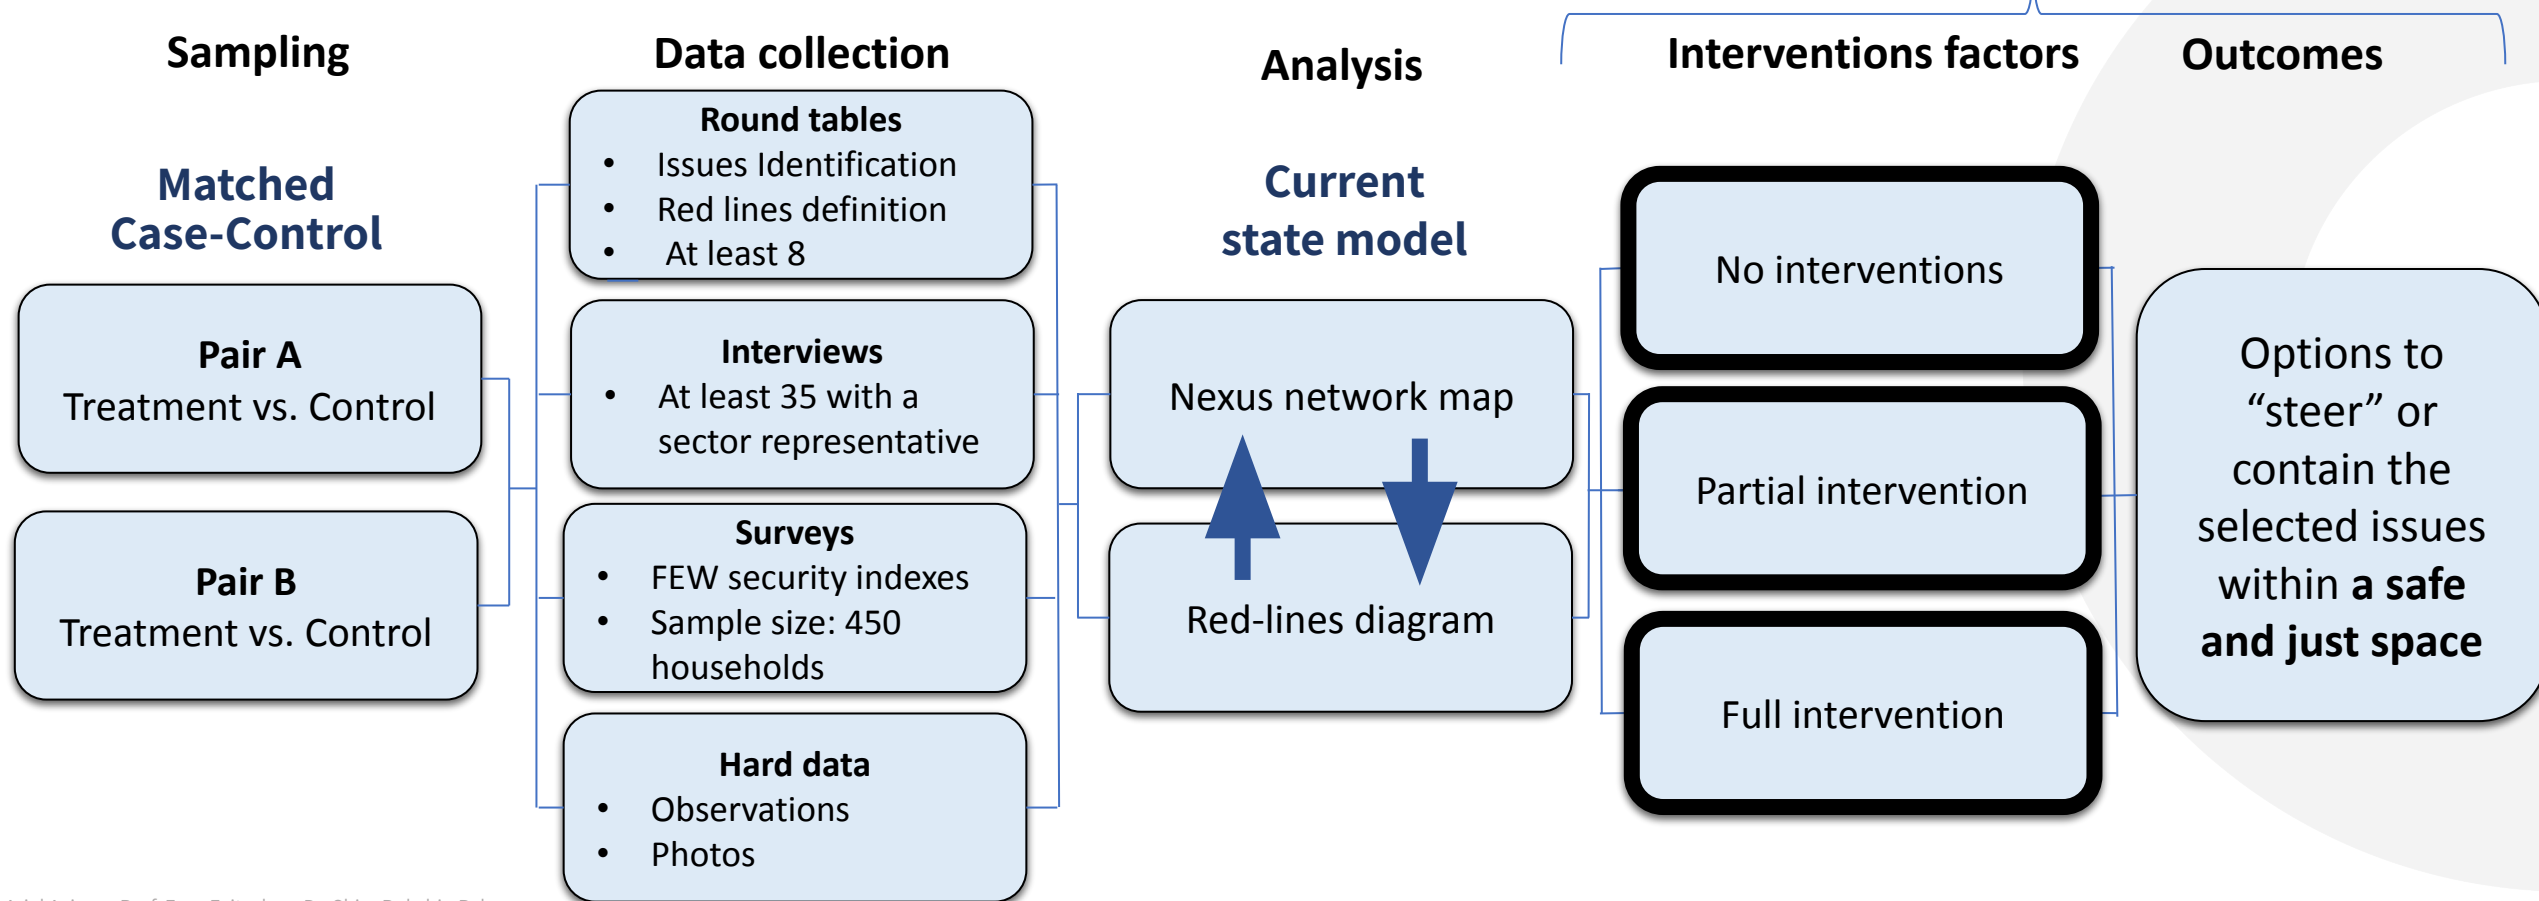 Sampling
Matched
Case-Control
Pair A
Treatment vs. Control
Pair B
Treatment vs. Control
Data collection
Round tables
• Issues Identification
• Red lines definition
• At least 8
Interviews
• At least 35 with a
sector representative
Surveys
• FEW security indexes
• Sample size: 450
households
Hard data
• Observations
• Photos
Analysis
Current
state model
Nexus network map
Red-lines diagram
Interventions factors
No interventions
Partial intervention
Full intervention
Outcomes
Options to
“steer” or
contain the
selected issues
within a safe
and just space